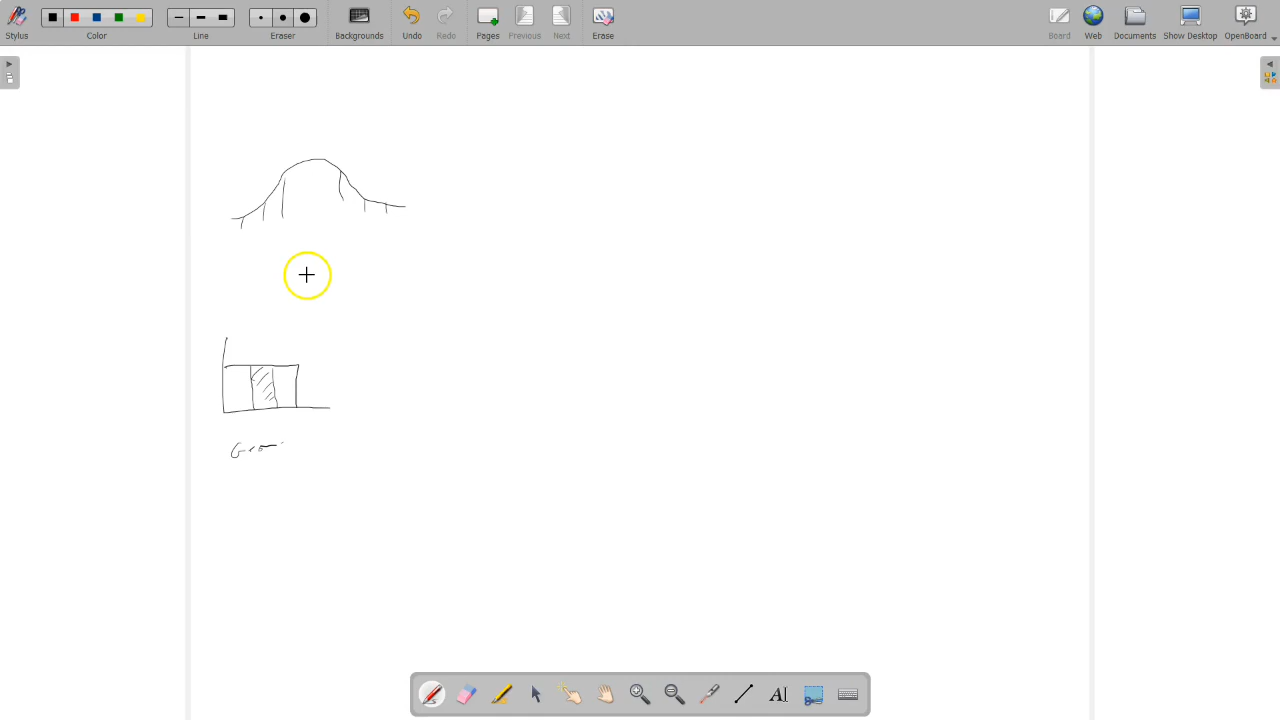 Stylus
Color
Line
Eraser
Backgrounds
Undo
Redo
Pages
Previous
Next
Erase
Board
Web
Documents
Show Desktop
OpenBoard